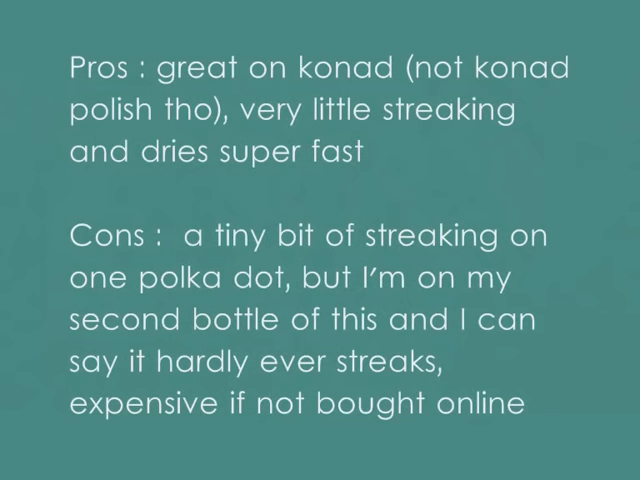 Pros : great on konad (not konad
polish tho), very little streaking
and dries super fast
Cons :  a tiny bit of streaking on
one polka dot, but I'm on my
second bottle of this and I can
say it hardly ever streaks,
expensive if not bought online